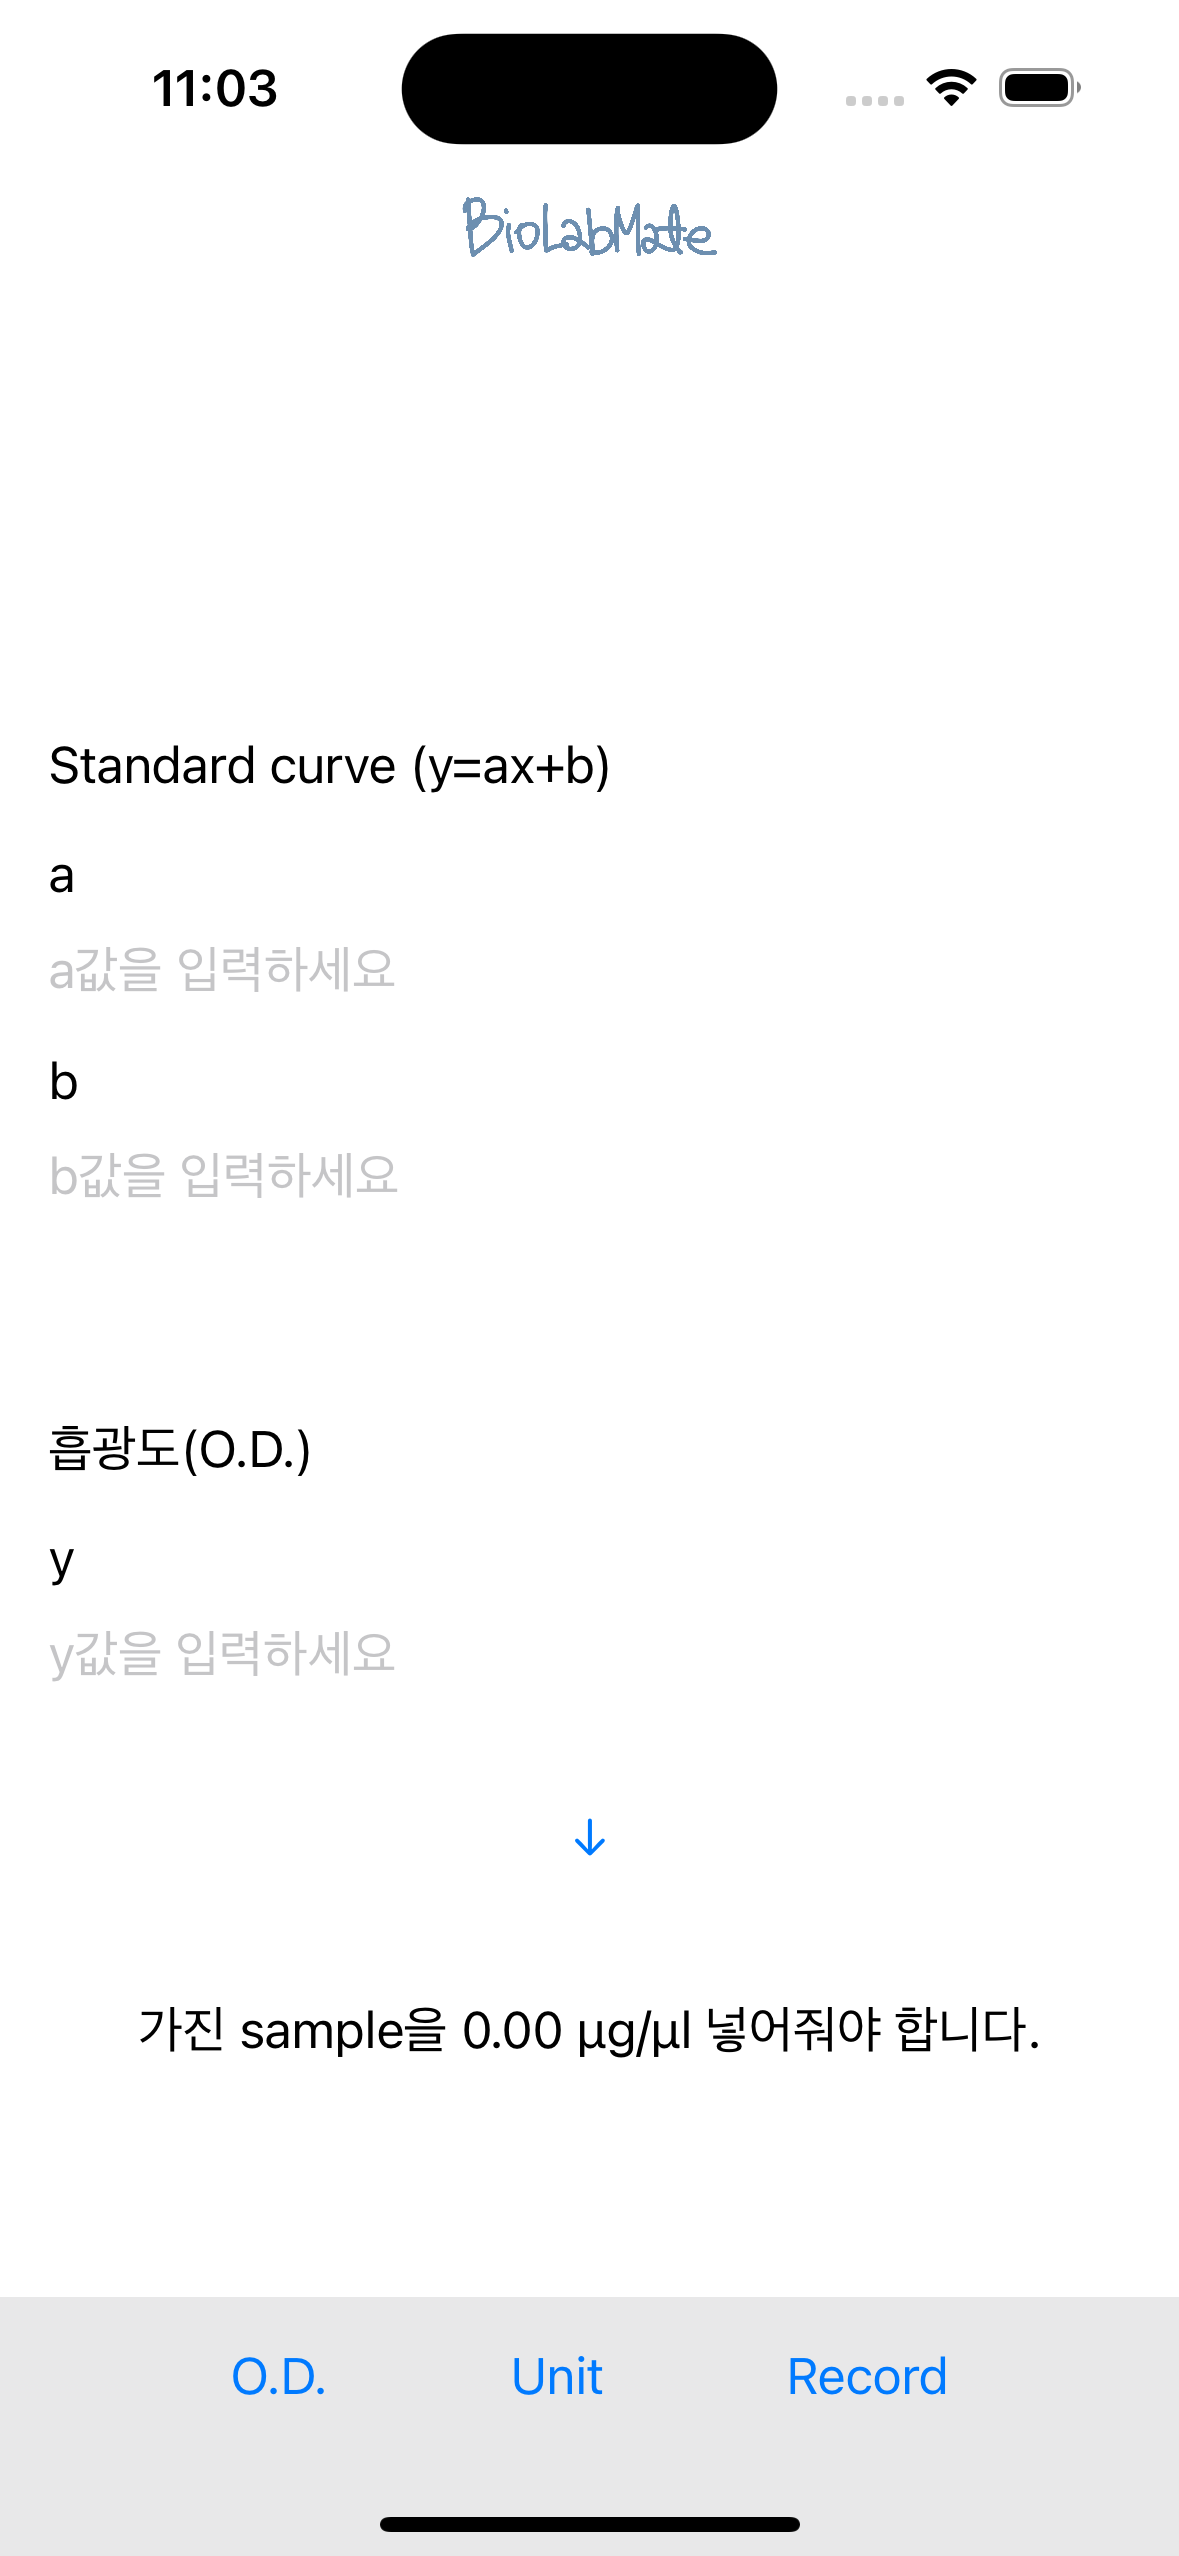 11:03
BioLabMate
Standard curve (y=ax+b)
a
a값을 입력하세요
b
b값을 입력하세요
흡광도(O.D.)
y
y값을 입력하세요
↓
가진 sample을 0.00 µg/µl 넣어줘야 합니다.
O.D. Unit Record